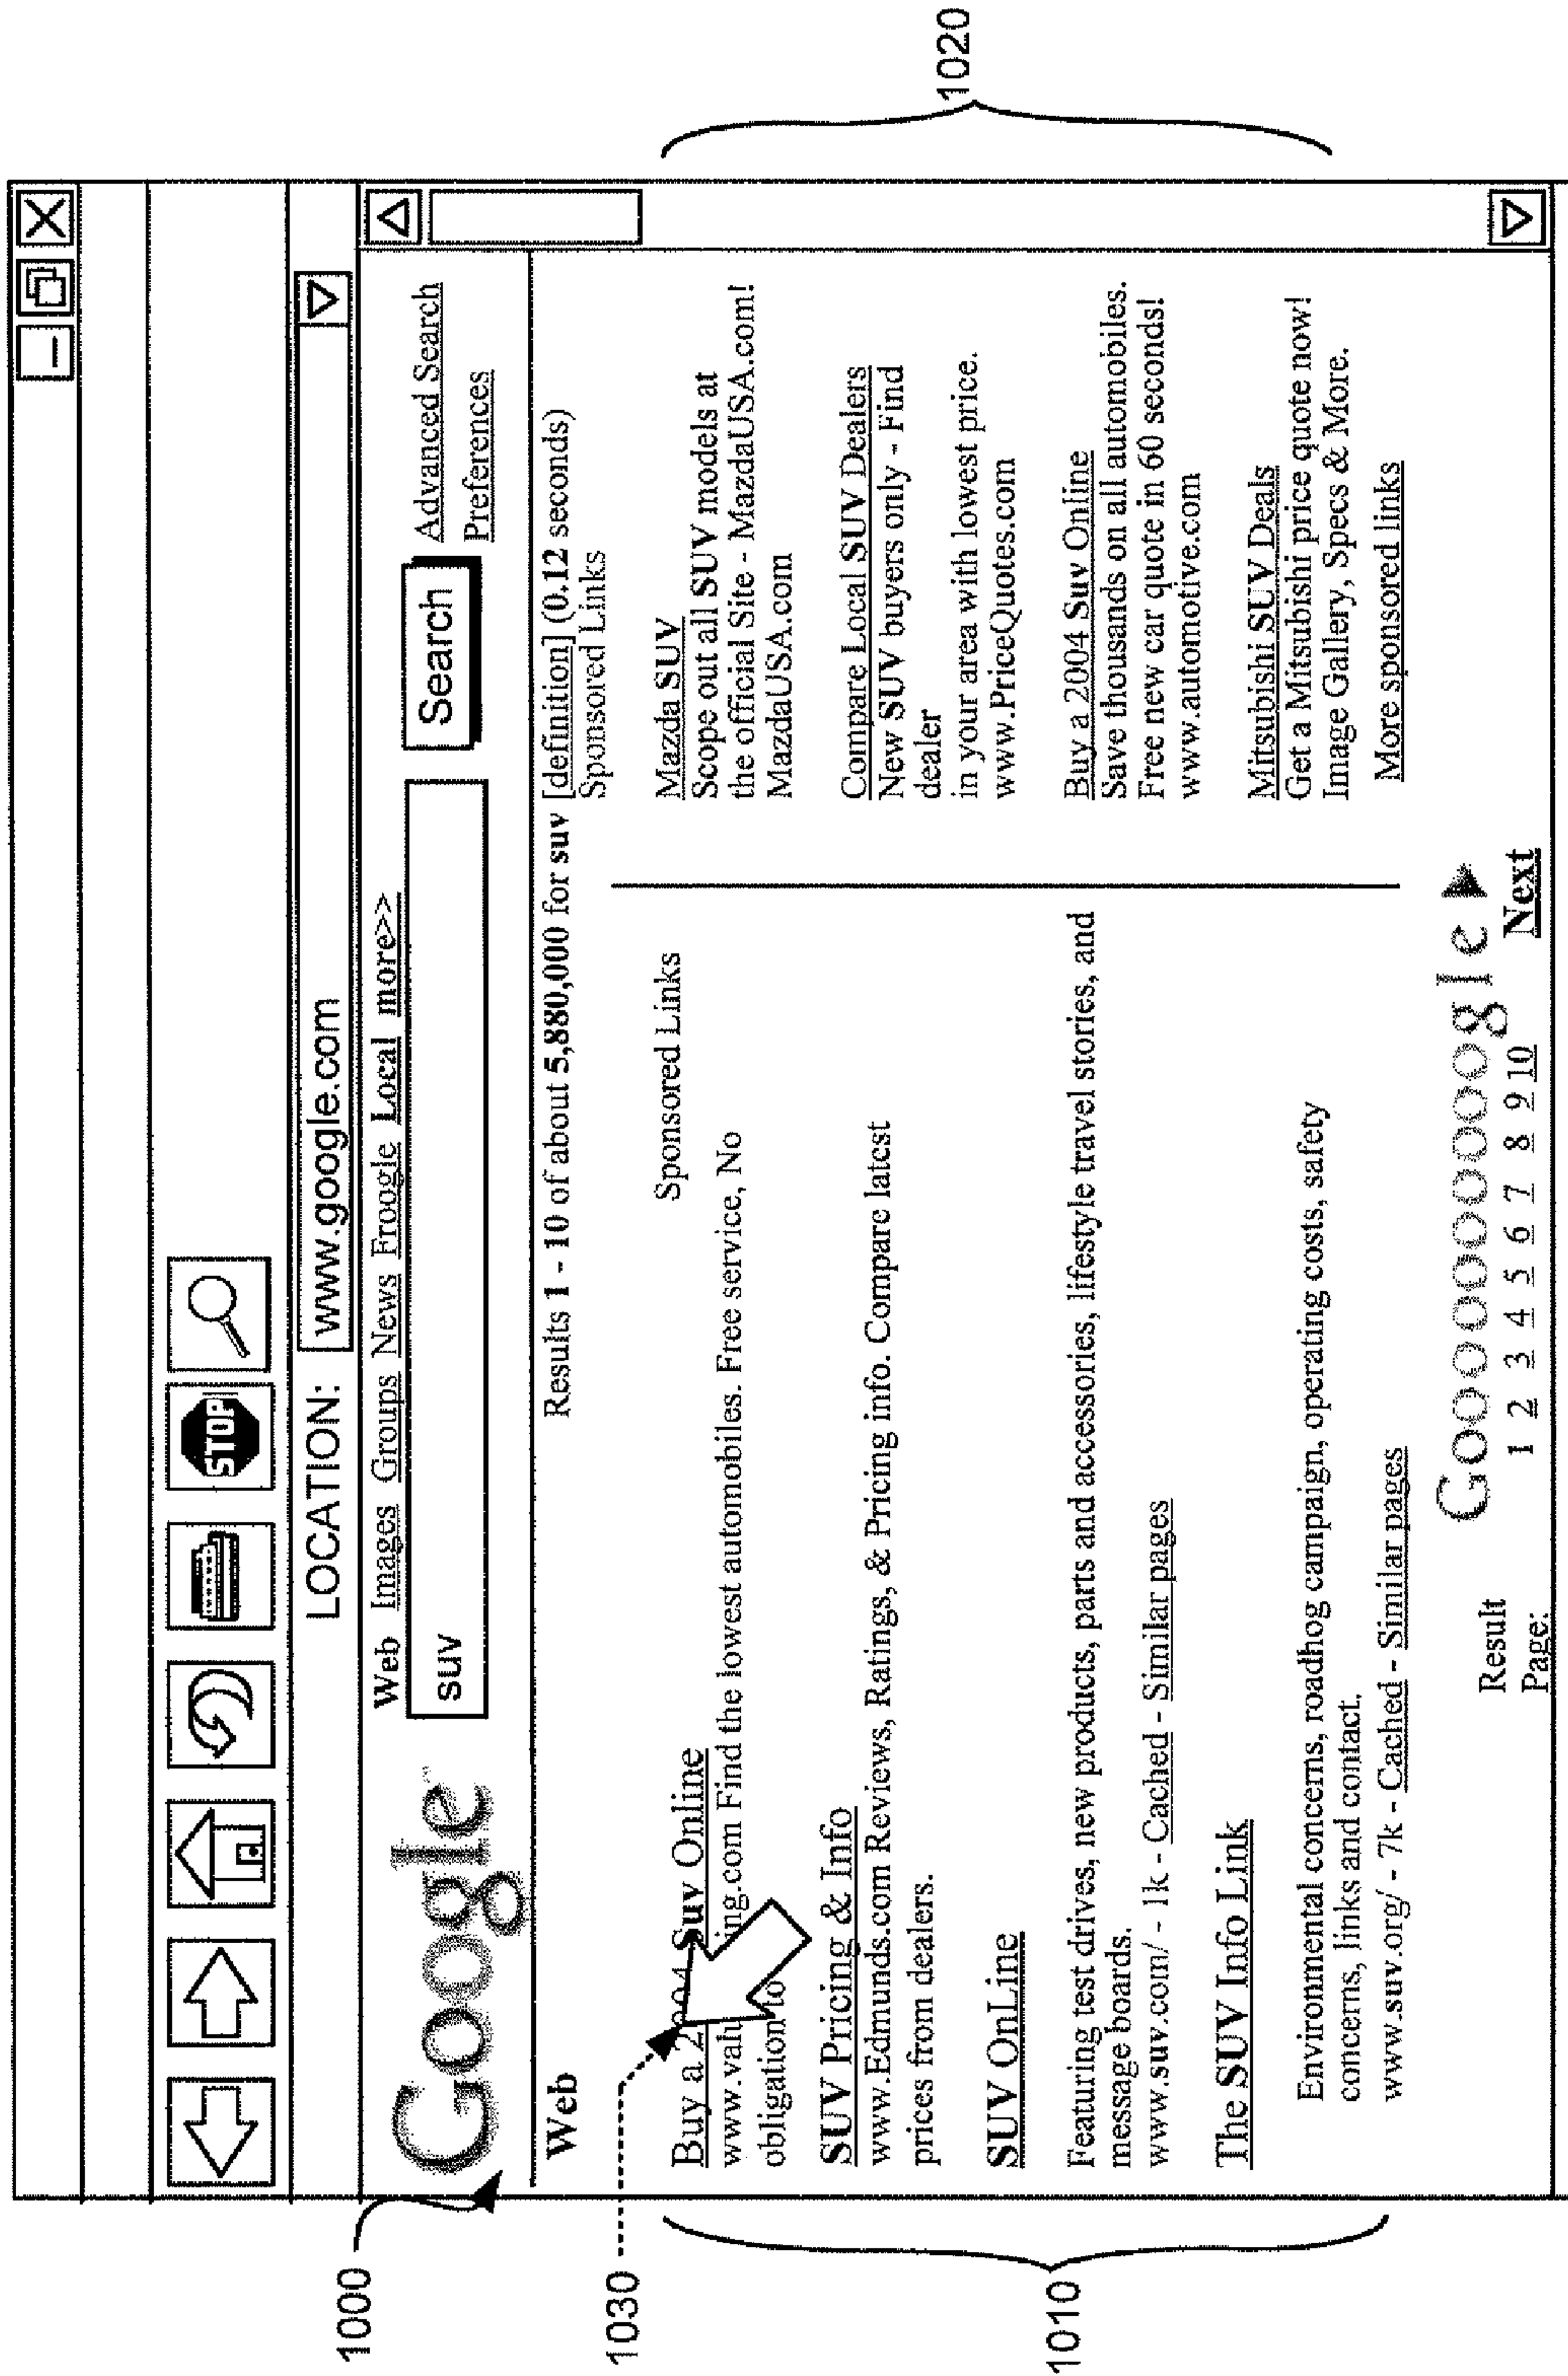 1020
STOP
LOCATION: www.google.com
Web Images Groups News Froogle Local more>>
Google suv Search Advanced Search
Preferences
1000
Web
Results 1 - 10 of about 5,880,000 for suv [definition] (0.12 seconds)
Sponsored Links
1030
1010
Sponsored Links
Buy a Suv Online
www. ing.com Find the lowest automobiles. Free service, No
obligation to
SUV Pricing & Info
www.Edmunds.com Reviews, Ratings, & Pricing info. Compare latest
prices from dealers.
SUV OnLine
Featuring test drives, new products, parts and accessories, lifestyle travel stories, and
message boards.
www.suv.com/ - 1k - Cached - Similar pages
The SUV Info Link
Environmental concerns, roadhog campaign, operating costs, safety
concerns, links and contact.
www.suv.org/ - 7k - Cached - Similar pages
Mazda SUV
Scope out all SUV models at
the official Site - MazdaUSA.com!
MazdaUSA.com
Compare Local SUV Dealers
New SUV buyers only - Find
dealer
in your area with lowest price.
www.PriceQuotes.com
Buy a 2004 Suv Online
Save thousands on all automobiles.
Free new car quote in 60 seconds!
www.automotive.com
Mitsubishi SUV Deals
Get a Mitsubishi price quote now!
Image Gallery, Specs & More.
More sponsored links
Goooooooooogle
Result
Page: 1 2 3 4 5 6 7 8 9 10 Next